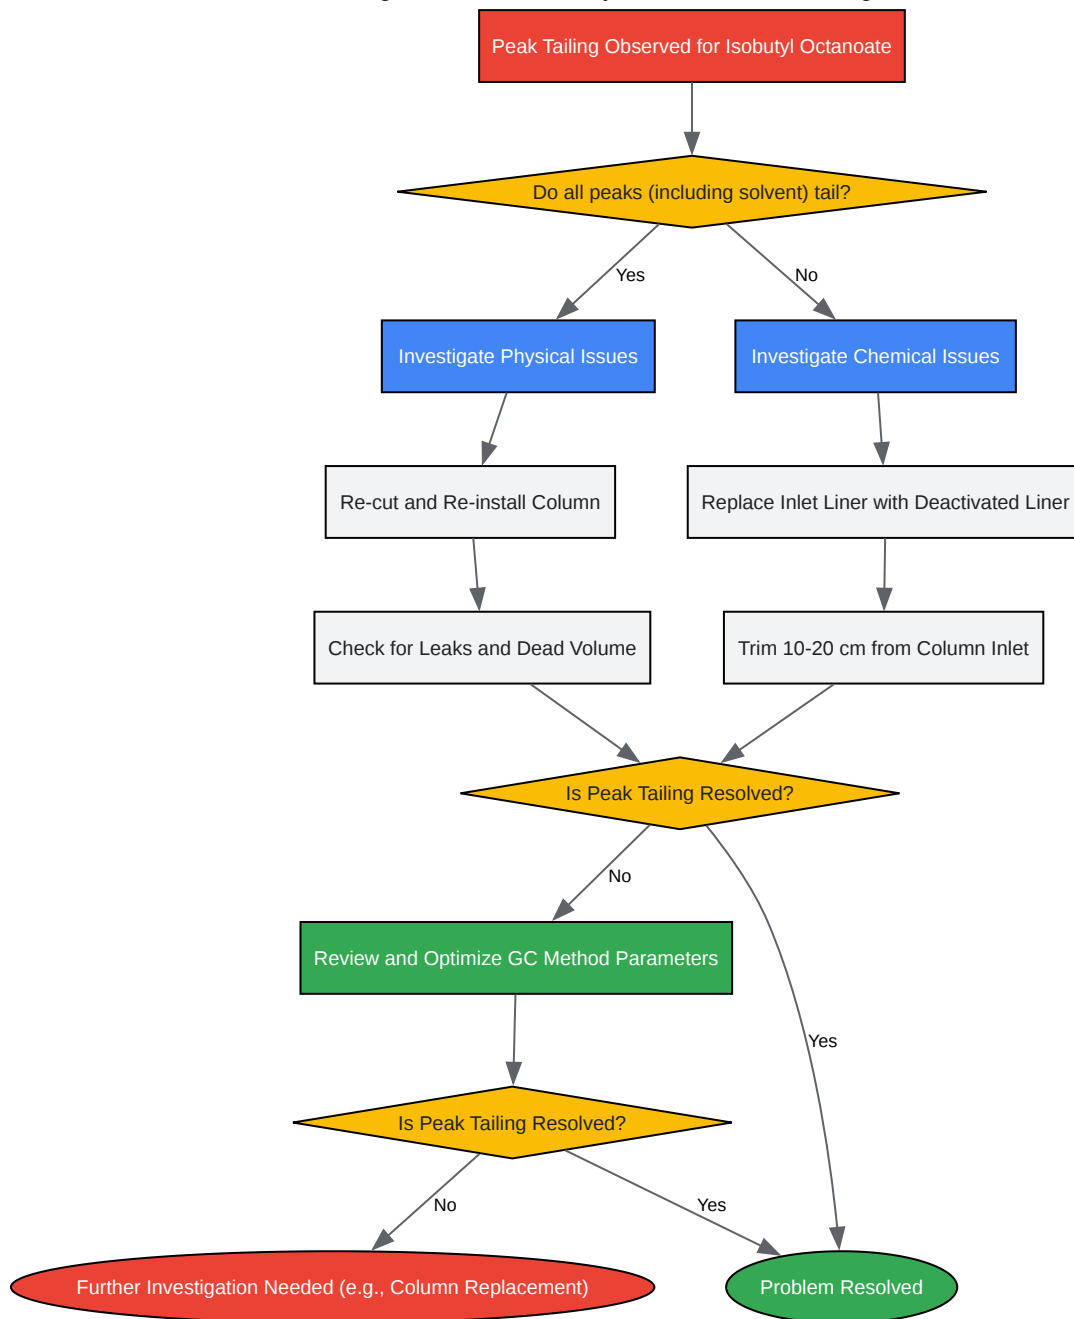 Peak Tailing Observed for Isobutyl Octanoate
Do all peaks (including solvent) tail?
Yes
No
Investigate Physical Issues
Investigate Chemical Issues
Re-cut and Re-install Column
Replace Inlet Liner with Deactivated Liner
Check for Leaks and Dead Volume
Trim 10-20 cm from Column Inlet
Is Peak Tailing Resolved?
No
Review and Optimize GC Method Parameters
Yes
Is Peak Tailing Resolved?
No
Yes
Further Investigation Needed (e.g., Column Replacement)
Problem Resolved